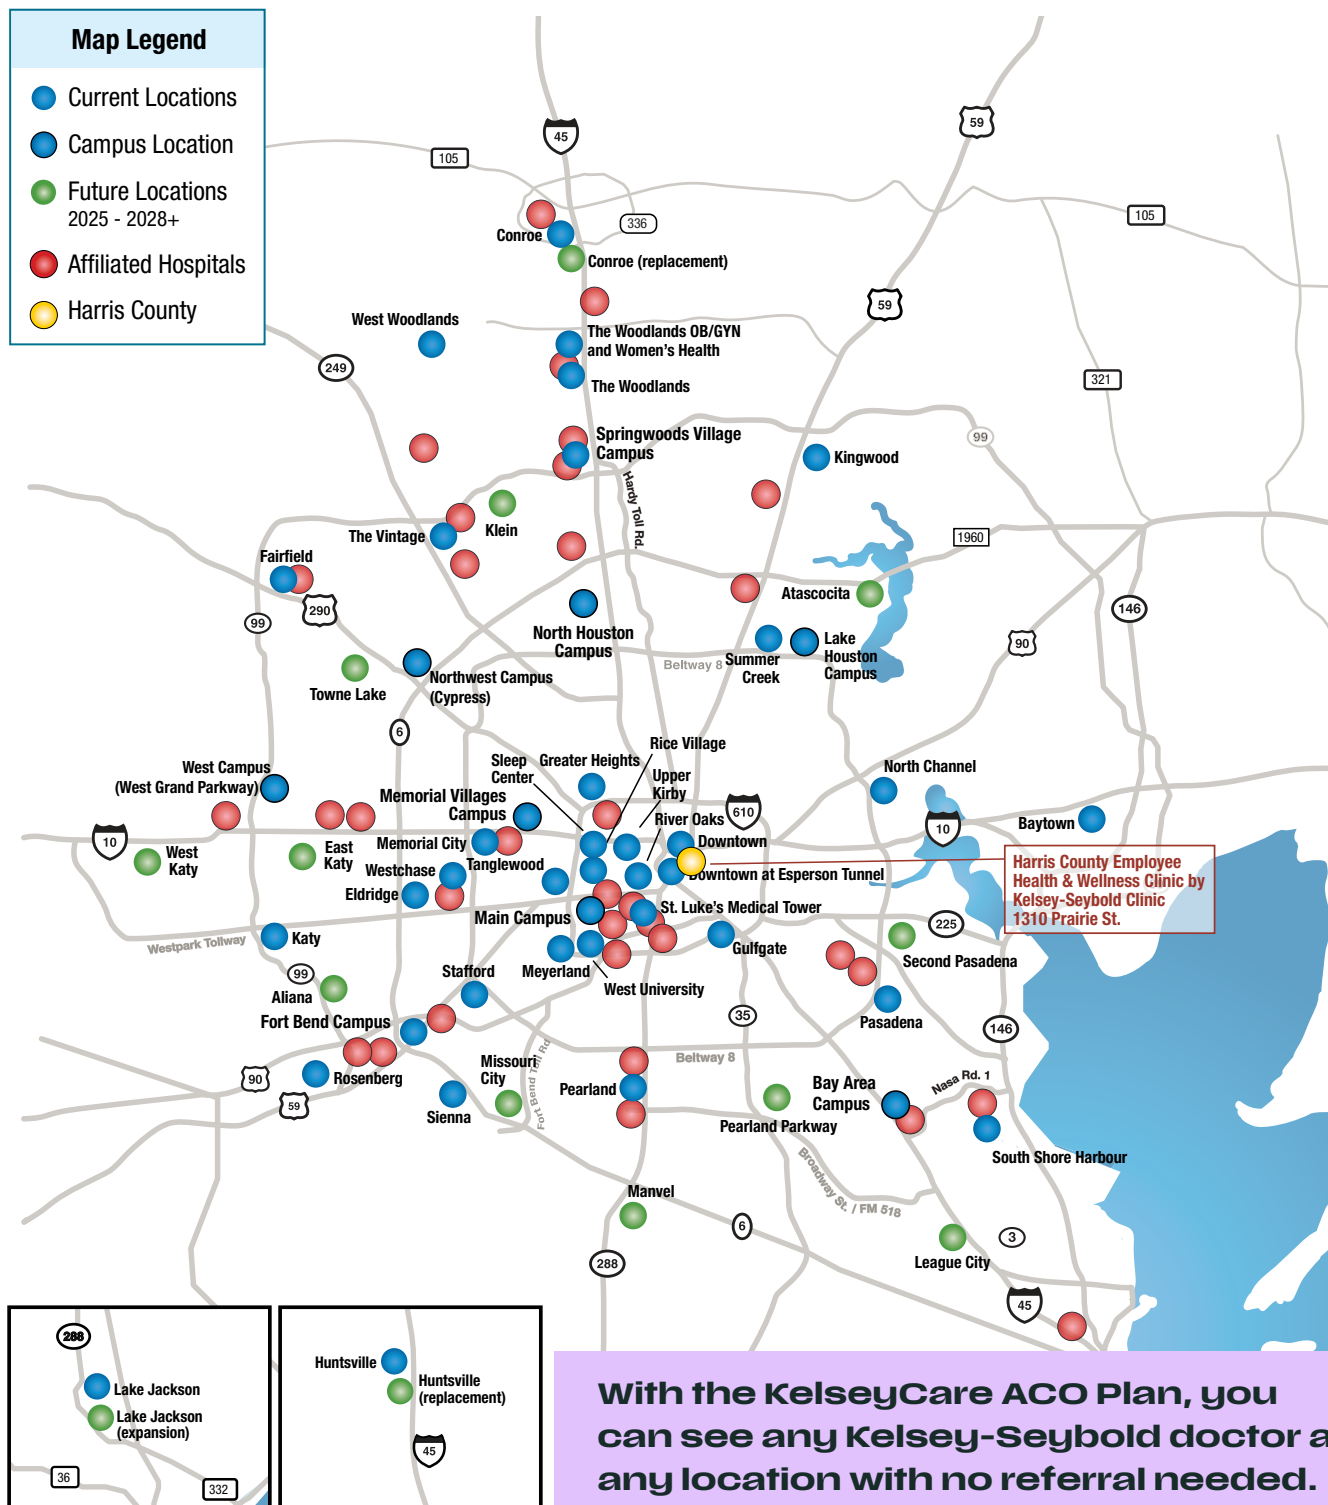 Map Legend
Current Locations
Campus Location
Future Locations
2025 - 2028+
Affiliated Hospitals
Harris County
45
59
105
336
105
Conroe
Conroe (replacement)
59
West Woodlands
The Woodlands OB/GYN
and Women's Health
249
The Woodlands
321
Springwoods Village
Campus
99
Kingwood
Hardy Toll Rd.
Klein
The Vintage
1960
Fairfield
290
99
Atascocita
146
90
North Houston
Campus
Beltway 8
Summer
Creek
Lake
Houston
Campus
Towne Lake
Northwest Campus
(Cypress)
6
Rice Village
Sleep
Center
Greater Heights
Upper
Kirby
West Campus
(West Grand Parkway)
Memorial Villages
Campus
North Channel
610
River Oaks
10
Baytown
10
Memorial City
Downtown
West
Katy
East
Katy
Westchase
Tanglewood
Downtown at Esperson Tunnel
Harris County Employee
Health & Wellness Clinic by
Kelsey-Seybold Clinic
1310 Prairie St.
Eldridge
Main Campus
St. Luke's Medical Tower
225
Westpark Tollway
Katy
Gulfgate
Second Pasadena
99
Stafford
Meyerland
West University
Aliana
Fort Bend Campus
35
Pasadena
146
Missouri
City
Fort Bend Toll Rd
Beltway 8
90
Rosenberg
59
Sienna
Pearland
Bay Area
Campus
Nasa Rd. 1
Pearland Parkway
South Shore Harbour
Broadway St. / FM 518
Manvel
6
3
288
League City
45
288
Lake Jackson
Lake Jackson
(expansion)
36
332
Huntsville
Huntsville
(replacement)
45
With the KelseyCare ACO Plan, you
can see any Kelsey-Seybold doctor a
any location with no referral needed.